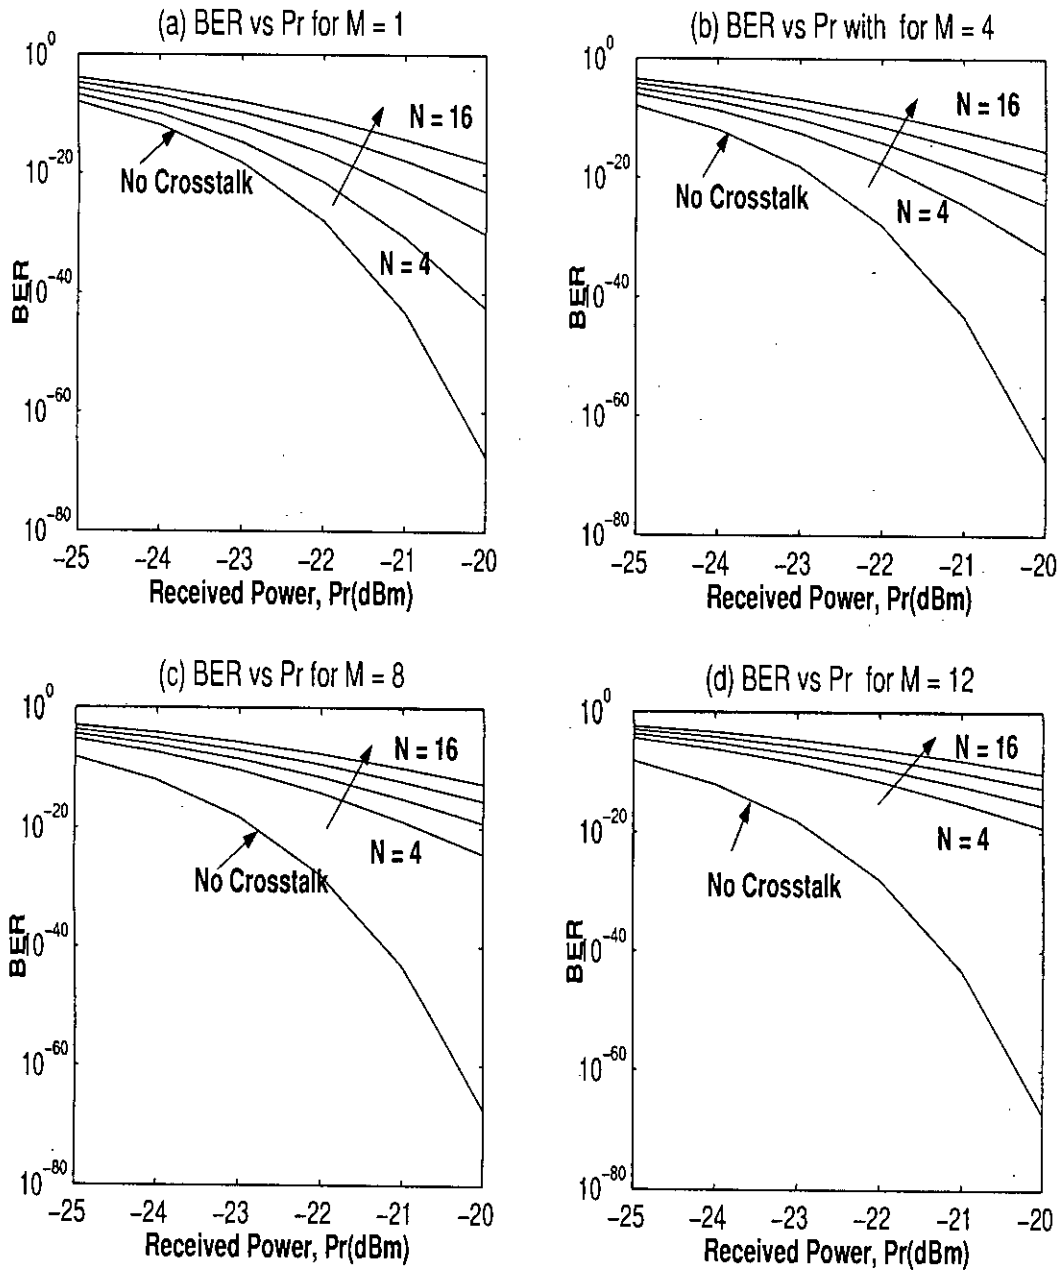 (a) BER vs Pr for M = 1
10^0
10^-20
10^-40
10^-60
10^-80
BER
N = 16
No Crosstalk
N = 4
-25 -24 -23 -22 -21 -20
Received Power, Pr(dBm)
(b) BER vs Pr with for M = 4
10^0
10^-20
10^-40
10^-60
10^-80
BER
N = 16
No Crosstalk
N = 4
-25 -24 -23 -22 -21 -20
Received Power, Pr(dBm)
(c) BER vs Pr for M = 8
10^0
10^-20
10^-40
10^-60
10^-80
BER
N = 16
N = 4
No Crosstalk
-25 -24 -23 -22 -21 -20
Received Power, Pr(dBm)
(d) BER vs Pr for M = 12
10^0
10^-20
10^-40
10^-60
10^-80
BER
N = 16
N = 4
No Crosstalk
-25 -24 -23 -22 -21 -20
Received Power, Pr(dBm)